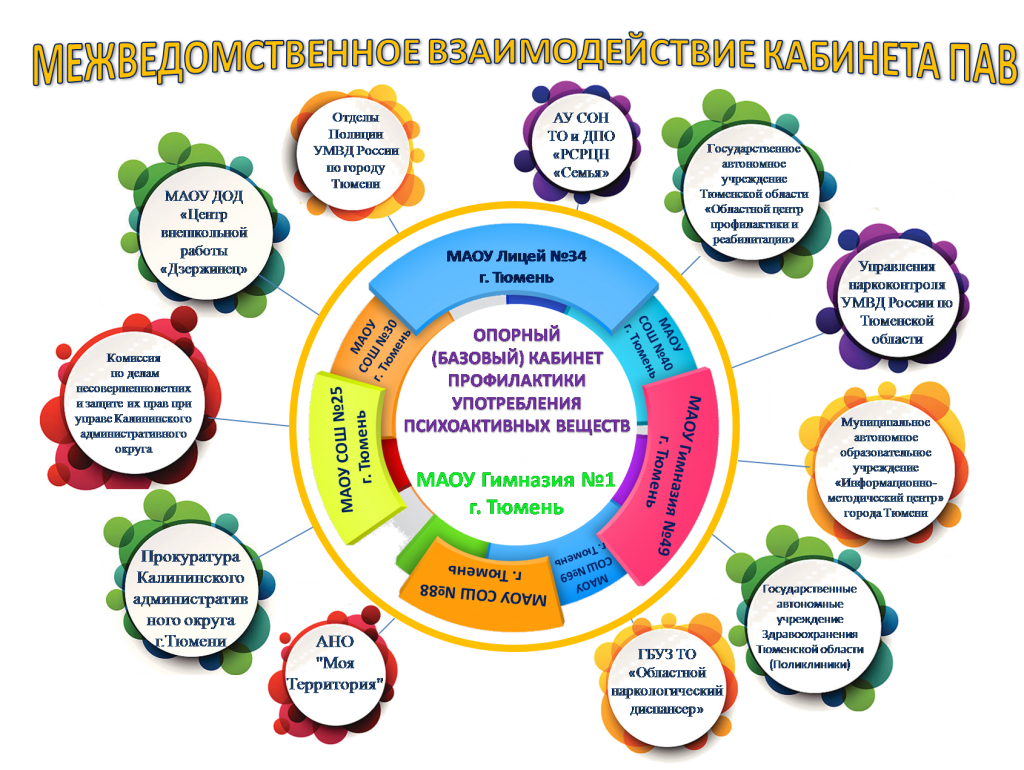 МЕЖВЕДОМСТВЕННОЕ ВЗАИМОДЕЙСТВИЕ КАБИНЕТА ПАВ
Отделы
Полиции
УМВД России
по городу
Тюмени
АУ СОН
ТО и ДПО
«РСРЦН
«Семья»
Государственное
автономное
учреждение
Тюменской области
«Областной центр
профилактики и
реабилитации»
МАОУ ДОД
«Центр
внешкольной
работы
«Дзержинец»
Управления
наркоконтроля
УМВД России по
Тюменской
области
Комиссия
по делам
несовершеннолетних
и защите их прав при
управе Калининского
административного
округа
Муниципальное
автономное
образовательное
учреждение
«Информационно-
методический центр»
города Тюмени
Прокуратура
Калининского
административ
ного округа
г.Тюмени
Государственные
автономные
учреждение
Здравоохранения
Тюменской области
(Поликлиники)
АНО
"Моя
Территория"
ГБУЗ ТО
«Областной
наркологический
диспансер»
МАОУ Лицей №34
г. Тюмень
МАОУ
СОШ №40
г. Тюмень
МАОУ Гимназия №49
г. Тюмень
МАОУ
СОШ №69
г. Тюмень
МАОУ СОШ №88
г. Тюмень
МАОУ СОШ №25
г. Тюмень
МАОУ
СОШ №30
г. Тюмень
ОПОРНЫЙ
(БАЗОВЫЙ) КАБИНЕТ
ПРОФИЛАКТИКИ
УПОТРЕБЛЕНИЯ
ПСИХОАКТИВНЫХ ВЕЩЕСТВ
МАОУ Гимназия №1
г. Тюмень